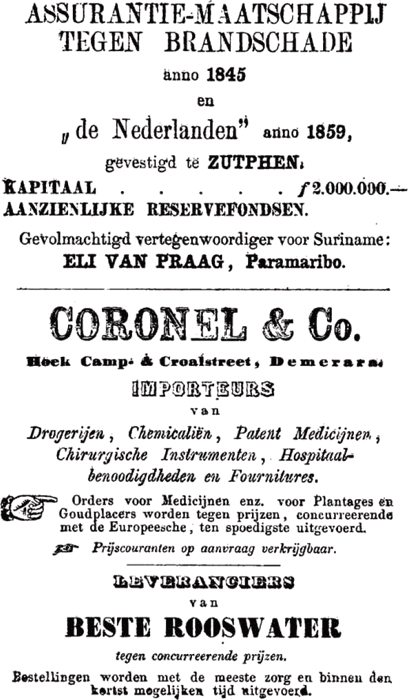 ASSURANTIE-MAATSCHAPPIJ
TEGEN BRANDSCHADE
anno 1845
en
„de Nederlanden” anno 1859,
gevestigd te ZUTPHEN.
KAPITAAL . . . . . ƒ2.000.000.—
AANZIENLIJKE RESERVEFONDSEN.
Gevolmachtigd vertegenwoordiger voor Suriname:
ELI VAN PRAAG, Paramaribo.
CORONEL & Co.
Hoek Camp- & Croalstreet, Demerara.
IMPORTEURS
van
Drogerijen, Chemicaliën, Patent Medicijnen,
Chirurgische Instrumenten, Hospitaal-
benoodigdheden en Fournitures.
Orders voor Medicijnen enz. voor Plantages en
Goudplacers worden tegen prijzen, concurreerende
met de Europeesche, ten spoedigste uitgevoerd.
Prijscouranten op aanvraag verkrijgbaar.
LEVERANCIERS
van
BESTE ROOSWATER
tegen concurreerende prijzen.
Bestellingen worden met de meeste zorg en binnen den
kortst mogelijken tijd uitgevoerd.